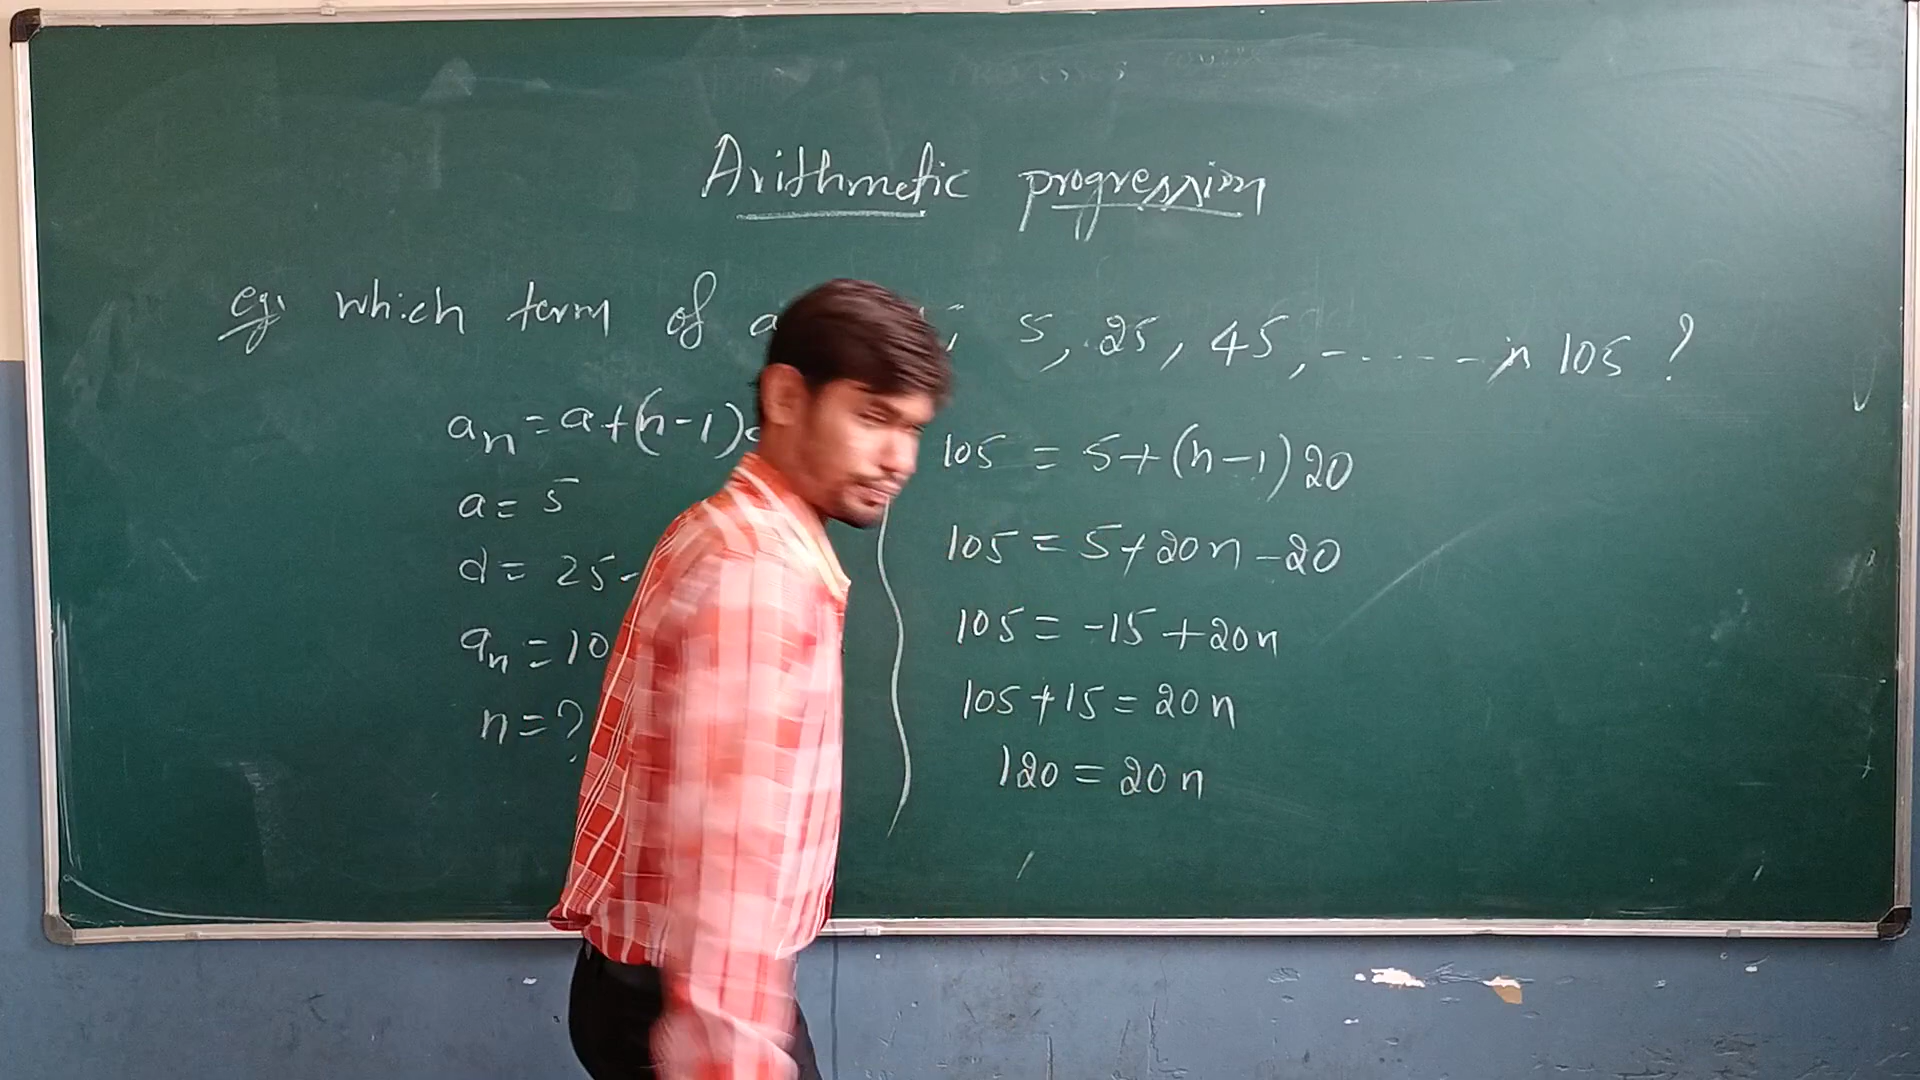 Arithmetic progression
eg: which term of a 5, 25, 45, ------ is 105 ?
an = a+(n-1)
a = 5
d = 25-
an = 10
n = ?
105 = 5+(n-1)20
105 = 5+20n-20
105 = -15+20n
105+15 = 20n
120 = 20n